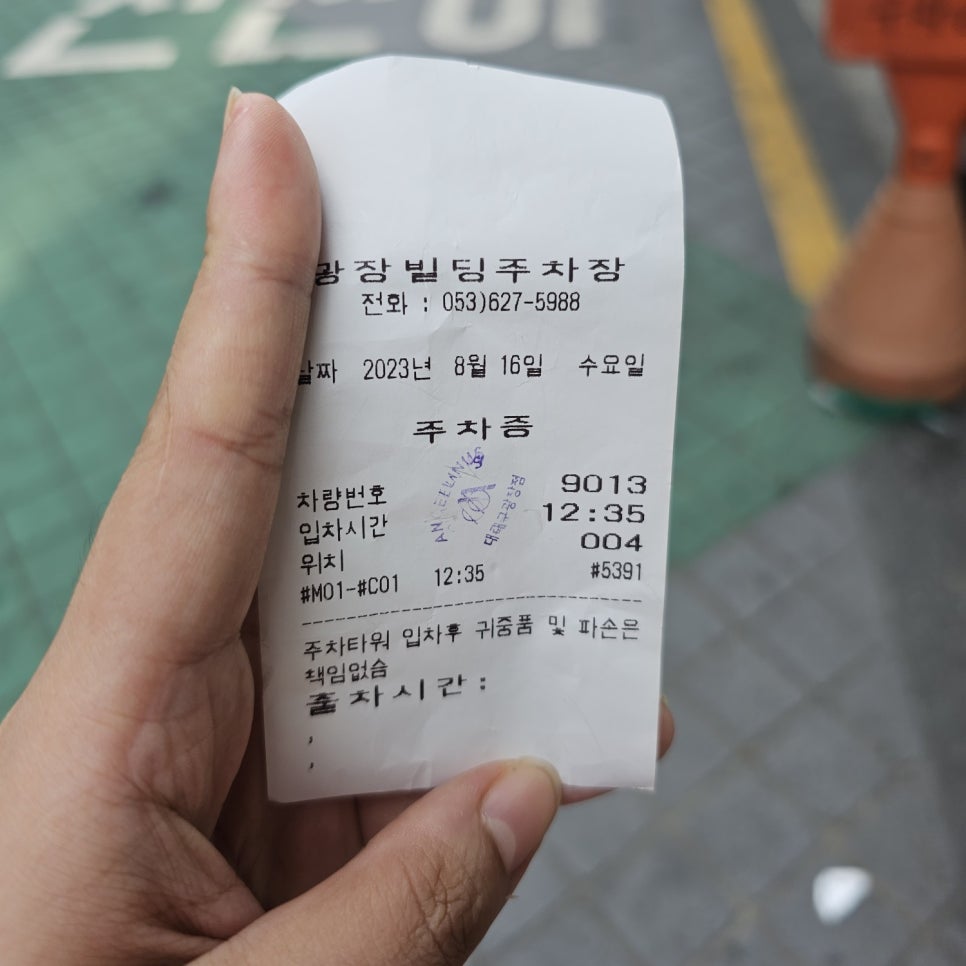 광장빌딩주차장
전화 : 053)627-5988
날짜 2023년 8월 16일 수요일
주차증
차량번호 9013
입차시간 12:35
위치 004
#M01-#C01 12:35 #5391
주차타워 입차후 귀중품 및 파손은
책임없슴
출차시간 :
,
,
ANGELINUS